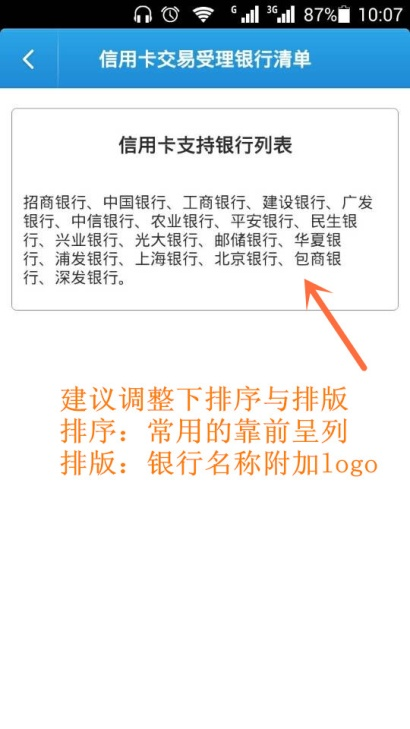 G 3G 87% 10:07
信用卡交易受理银行清单
信用卡支持银行列表
招商银行、中国银行、工商银行、建设银行、广发
银行、中信银行、农业银行、平安银行、民生银
行、兴业银行、光大银行、邮储银行、华夏银
行、浦发银行、上海银行、北京银行、包商银
行、深发银行。
建议调整下排序与排版
排序：常用的靠前呈列
排版：银行名称附加logo